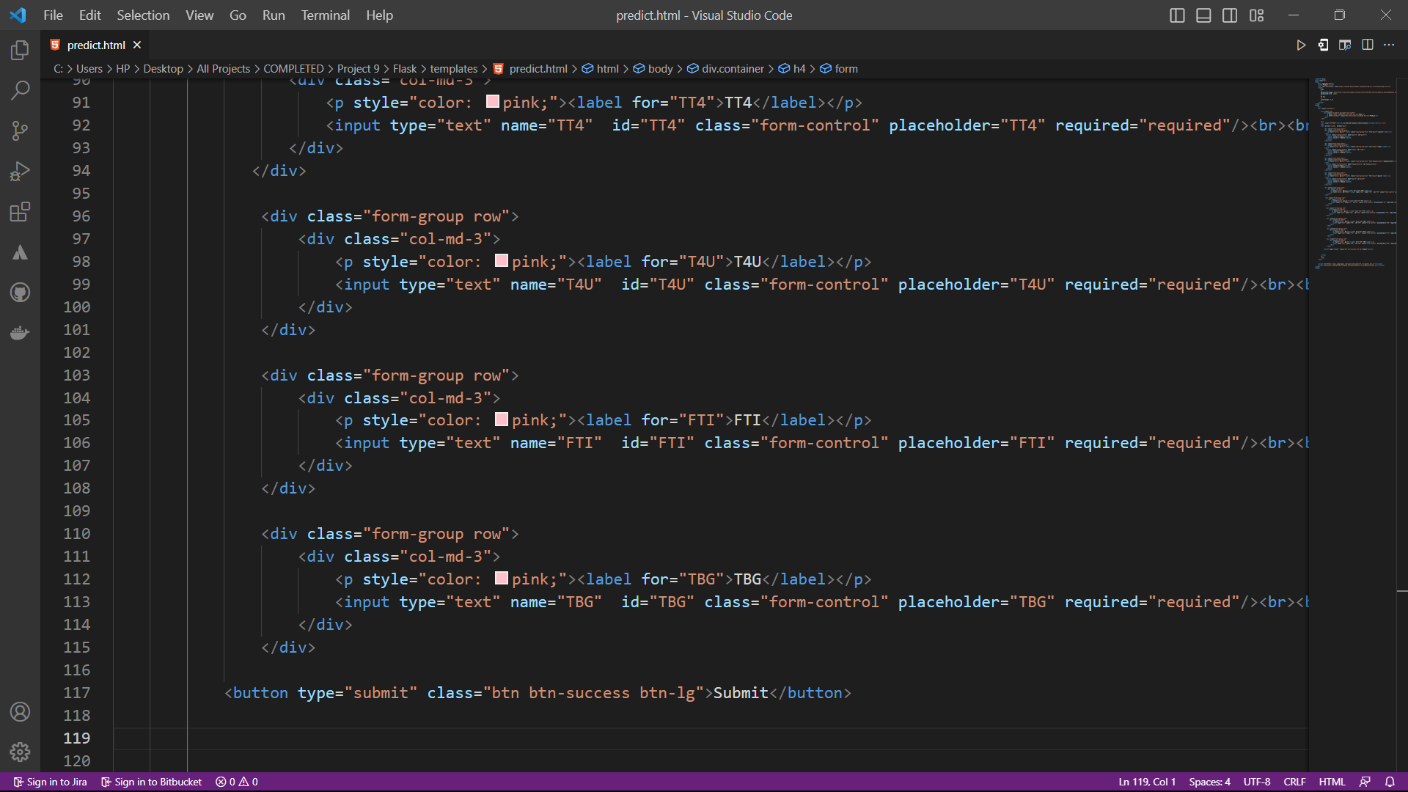 File Edit Selection View Go Run Terminal Help predict.html - Visual Studio Code
predict.html
C: > Users > HP > Desktop > All Projects > COMPLETED > Project 9 > Flask > templates > predict.html > html > body > div.container > h4 > form
90 <div class="col-md-3">
91 <p style="color: pink;"><label for="TT4">TT4</label></p>
92 <input type="text" name="TT4"  id="TT4" class="form-control" placeholder="TT4" required="required"/><br><br
93 </div>
94 </div>
95
96 <div class="form-group row">
97 <div class="col-md-3">
98 <p style="color: pink;"><label for="T4U">T4U</label></p>
99 <input type="text" name="T4U"  id="T4U" class="form-control" placeholder="T4U" required="required"/><br><b
100 </div>
101 </div>
102
103 <div class="form-group row">
104 <div class="col-md-3">
105 <p style="color: pink;"><label for="FTI">FTI</label></p>
106 <input type="text" name="FTI"  id="FTI" class="form-control" placeholder="FTI" required="required"/><br><b
107 </div>
108 </div>
109
110 <div class="form-group row">
111 <div class="col-md-3">
112 <p style="color: pink;"><label for="TBG">TBG</label></p>
113 <input type="text" name="TBG"  id="TBG" class="form-control" placeholder="TBG" required="required"/><br><b
114 </div>
115 </div>
116
117 <button type="submit" class="btn btn-success btn-lg">Submit</button>
118
119
120
Sign in to Jira Sign in to Bitbucket 0 0 Ln 119, Col 1 Spaces: 4 UTF-8 CRLF HTML